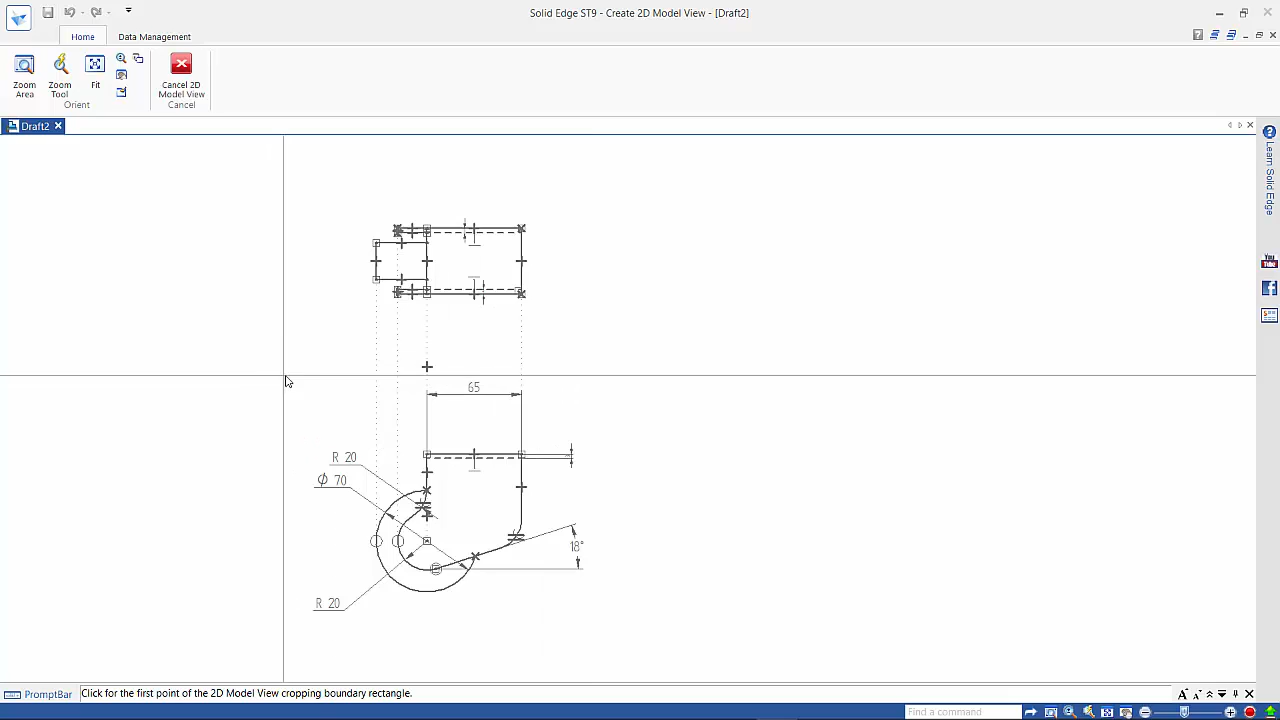 Solid Edge ST9 - Create 2D Model View - [Draft2]
Home
Data Management
Zoom Area
Zoom Tool
Fit
Cancel 2D Model View
Orient
Cancel
Draft2
Learn Solid Edge
You Tube
65
R 20
ϕ 70
18°
R 20
PromptBar
Click for the first point of the 2D Model View cropping boundary rectangle.
Find a command